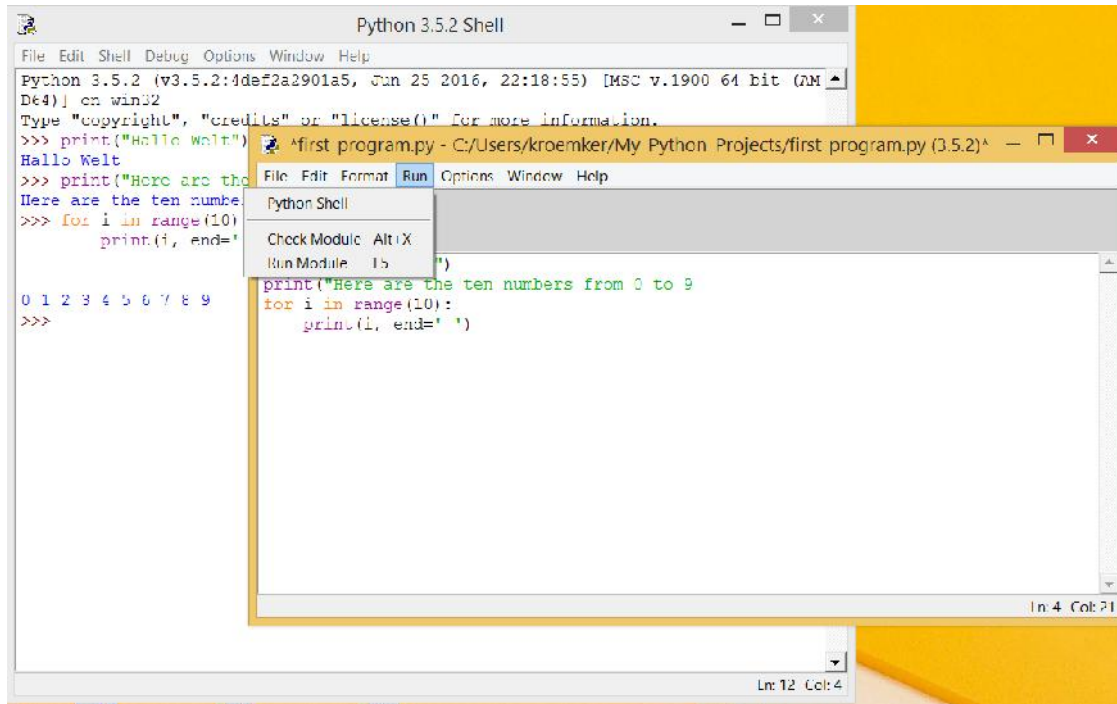 Python 3.5.2 Shell
File Edit Shell Debug Options Window Help
Python 3.5.2 (v3.5.2:4def2a2901a5, Jun 25 2016, 22:18:55) [MSC v.1900 64 bit (AM
D64)] on win32
Type "copyright", "credits" or "license()" for more information.
>>> print("Hallo Welt")
Hallo Welt
>>> print("Here are the
Here are the ten numbe
>>> for i in range(10)
print(i, end='
0 1 2 3 4 5 6 7 8 9
>>>
Ln: 12 Col: 4
*first program.py - C:/Users/kroemker/My Python Projects/first program.py (3.5.2)*
File Edit Format Run Options Window Help
Python Shell
Check Module Alt+X
Run Module F5
")
print("Here are the ten numbers from 0 to 9
for i in range(10):
print(i, end=' ')
Ln: 4 Col: 21